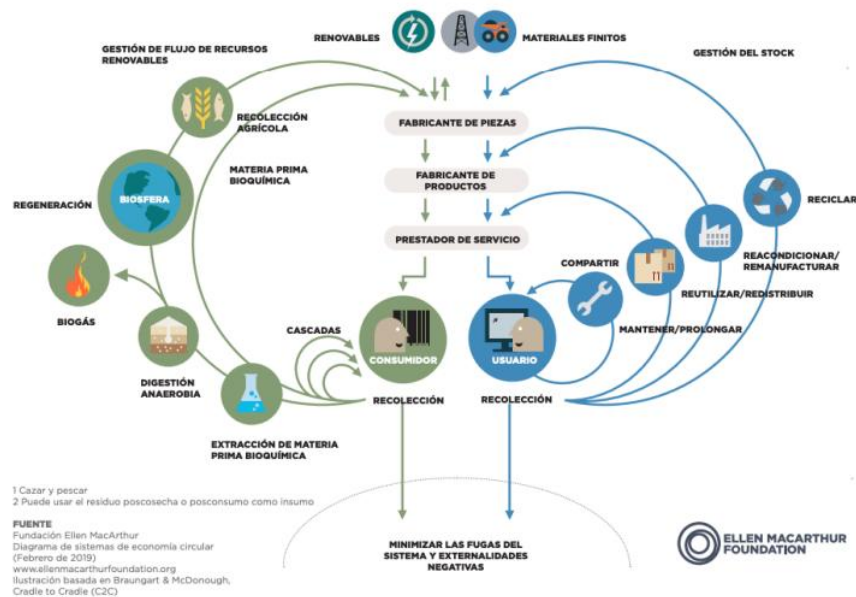 RENOVABLES
MATERIALES FINITOS
GESTIÓN DE FLUJO DE RECURSOS
RENOVABLES
GESTIÓN DEL STOCK
RECOLECCIÓN
AGRÍCOLA
FABRICANTE DE PIEZAS
MATERIA PRIMA
BIOQUÍMICA
FABRICANTE DE
PRODUCTOS
REGENERACIÓN
BIOSFERA
RECICLAR
PRESTADOR DE SERVICIO
REACONDICIONAR/
REMANUFACTURAR
COMPARTIR
REUTILIZAR/REDISTRIBUIR
BIOGÁS
CASCADAS
MANTENER/PROLONGAR
CONSUMIDOR
USUARIO
DIGESTIÓN
ANAEROBIA
RECOLECCIÓN
RECOLECCIÓN
EXTRACCIÓN DE MATERIA
PRIMA BIOQUÍMICA
1 Cazar y pescar
2 Puede usar el residuo poscosecha o posconsumo como insumo
FUENTE
Fundación Ellen MacArthur
Diagrama de sistemas de economía circular
(Febrero de 2019)
www.ellenmacarthurfoundation.org
Ilustración basada en Braungart & McDonough,
Cradle to Cradle (C2C)
MINIMIZAR LAS FUGAS DEL
SISTEMA Y EXTERNALIDADES
NEGATIVAS
ELLEN MACARTHUR
FOUNDATION